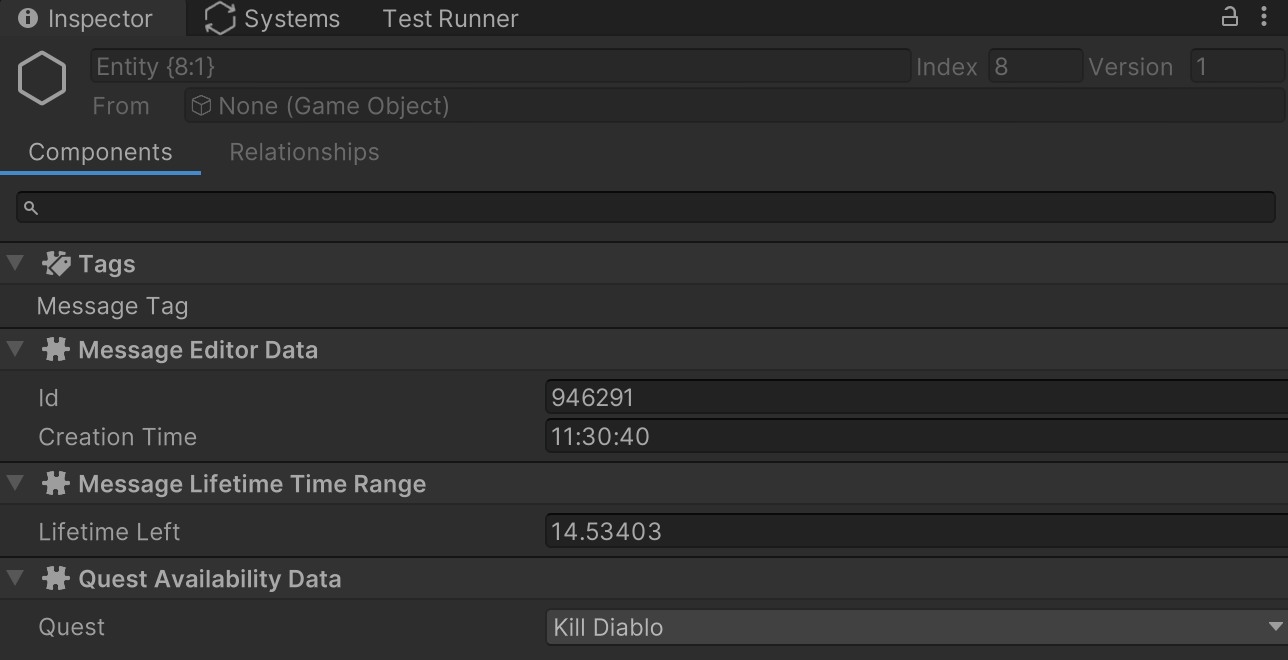 Inspector Systems Test Runner
Entity {8:1} Index 8 Version 1
From None (Game Object)
Components Relationships
Tags
Message Tag
Message Editor Data
Id 946291
Creation Time 11:30:40
Message Lifetime Time Range
Lifetime Left 14.53403
Quest Availability Data
Quest Kill Diablo